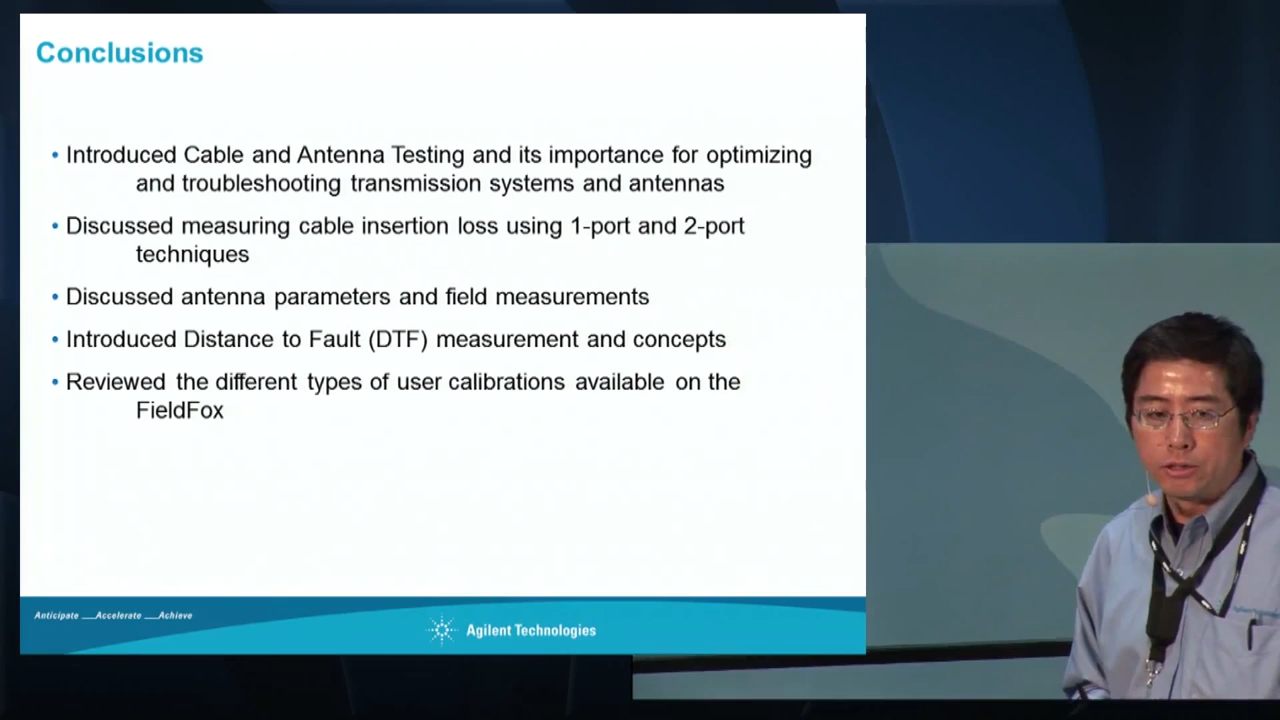 Conclusions
• Introduced Cable and Antenna Testing and its importance for optimizing
and troubleshooting transmission systems and antennas
• Discussed measuring cable insertion loss using 1-port and 2-port
techniques
• Discussed antenna parameters and field measurements
• Introduced Distance to Fault (DTF) measurement and concepts
• Reviewed the different types of user calibrations available on the
FieldFox
Anticipate __Accelerate __Achieve
Agilent Technologies